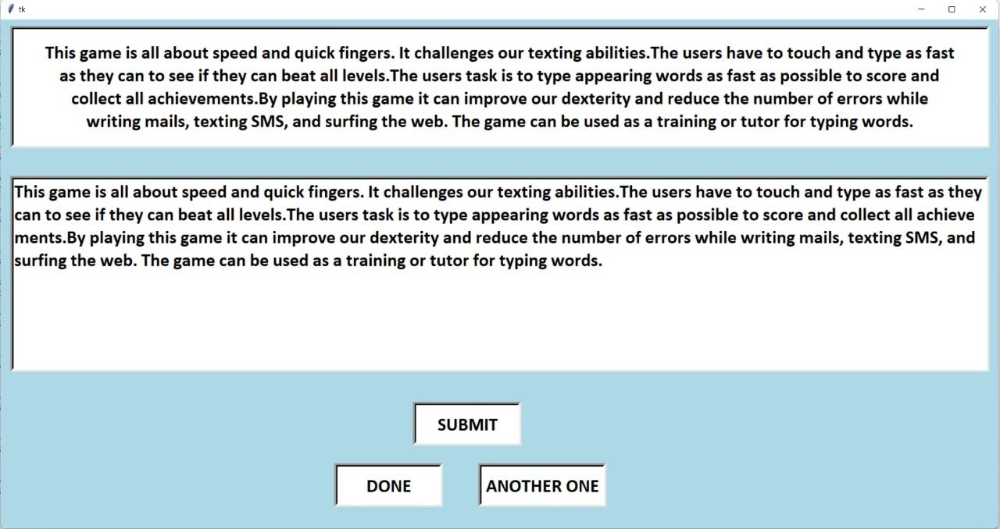 tk
This game is all about speed and quick fingers. It challenges our texting abilities.The users have to touch and type as fast
as they can to see if they can beat all levels.The users task is to type appearing words as fast as possible to score and
collect all achievements.By playing this game it can improve our dexterity and reduce the number of errors while
writing mails, texting SMS, and surfing the web. The game can be used as a training or tutor for typing words.
This game is all about speed and quick fingers. It challenges our texting abilities.The users have to touch and type as fast as they
can to see if they can beat all levels.The users task is to type appearing words as fast as possible to score and collect all achieve
ments.By playing this game it can improve our dexterity and reduce the number of errors while writing mails, texting SMS, and
surfing the web. The game can be used as a training or tutor for typing words.
SUBMIT
DONE
ANOTHER ONE